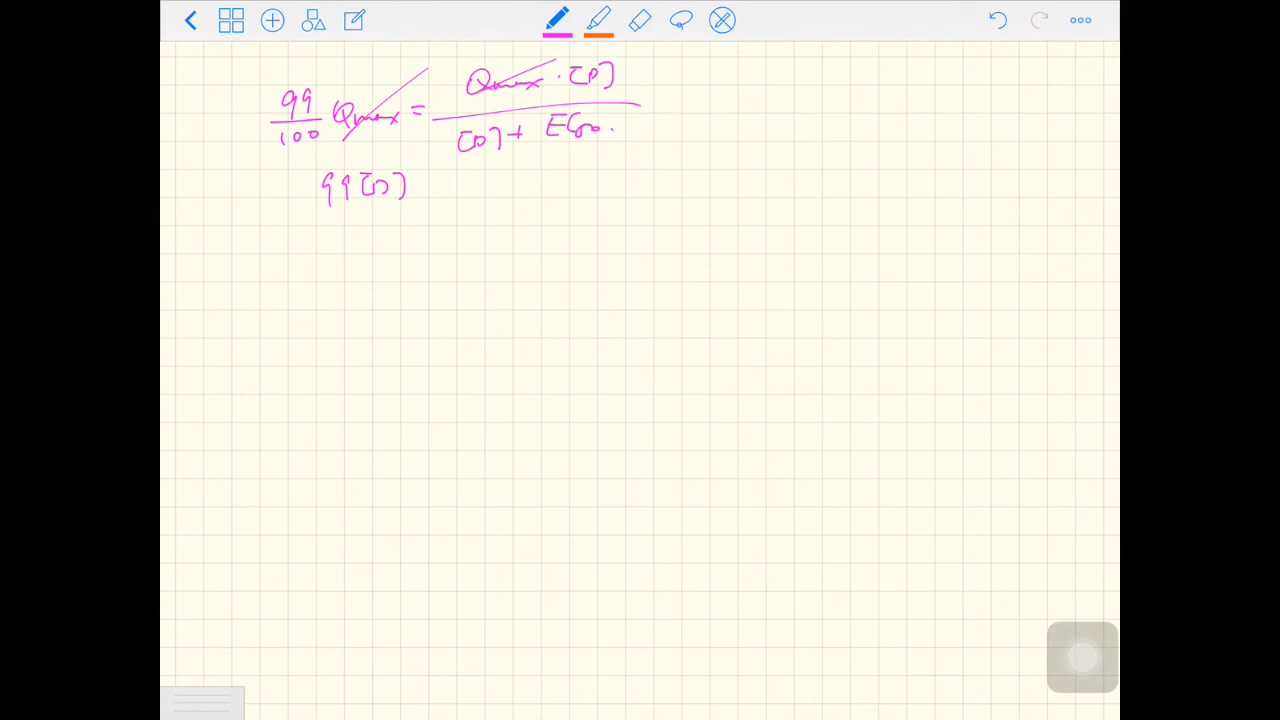 99/100 Qmax = Qmax · [D] / [D] + EC50.
99[D]